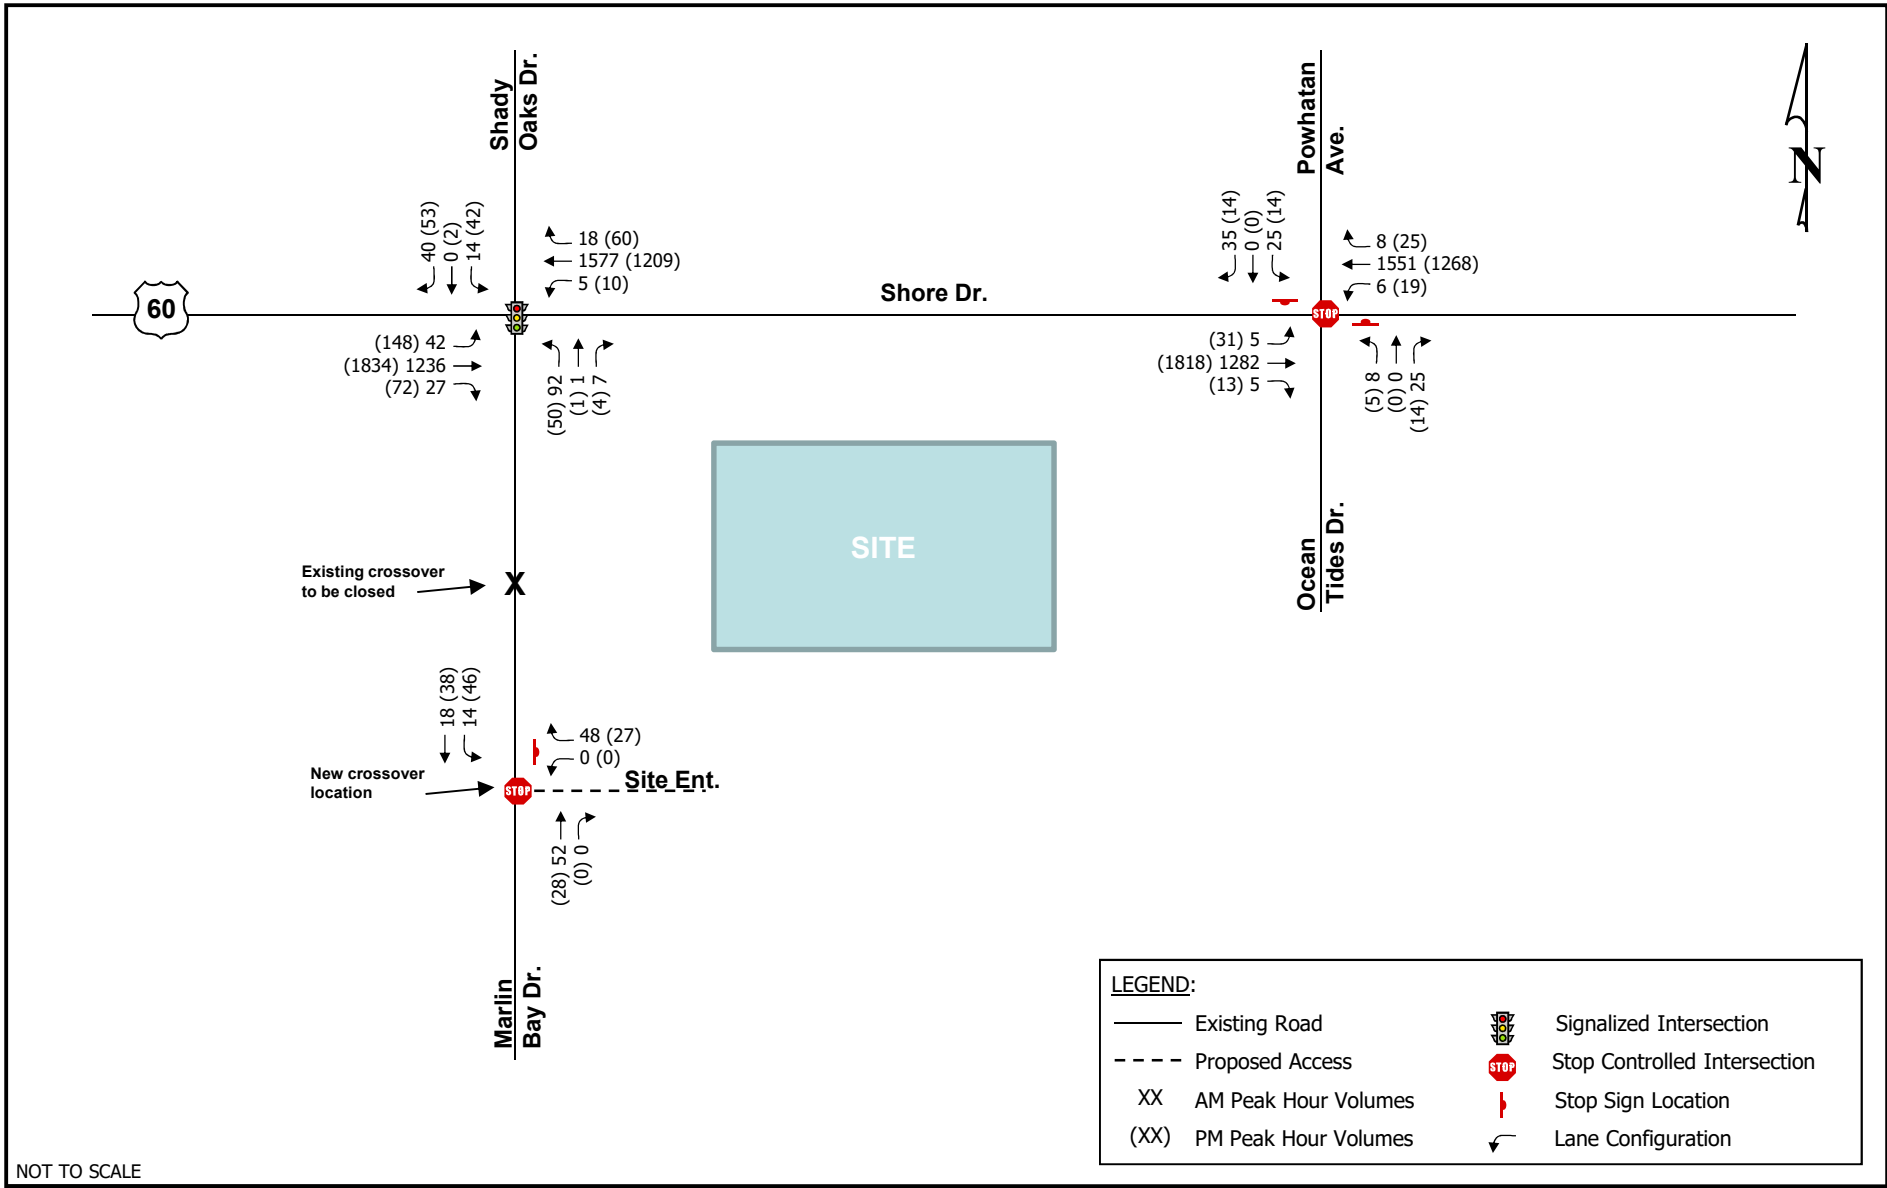 Shady
Oaks Dr.
Powhatan
Ave.
N
40 (53)
0 (2)
14 (42)
18 (60)
1577 (1209)
5 (10)
35 (14)
0 (0)
25 (14)
8 (25)
1551 (1268)
6 (19)
60
Shore Dr.
STOP
(148) 42
(1834) 1236
(72) 27
(50) 92
(1) 1
(4) 7
(31) 5
(1818) 1282
(13) 5
(5) 8
(0) 0
(14) 25
SITE
Ocean
Tides Dr.
Existing crossover
to be closed
X
18 (38)
14 (46)
48 (27)
0 (0)
New crossover
location
STOP
Site Ent.
(28) 52
(0) 0
Marlin
Bay Dr.
LEGEND:
Existing Road
Signalized Intersection
Proposed Access
STOP
Stop Controlled Intersection
XX
AM Peak Hour Volumes
Stop Sign Location
(XX)
PM Peak Hour Volumes
Lane Configuration
NOT TO SCALE